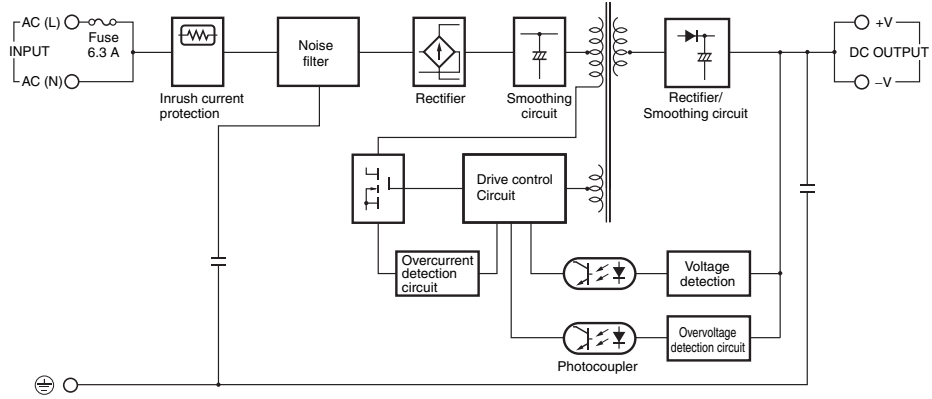 AC (L)
Fuse
6.3 A
INPUT
AC (N)
Inrush current
protection
Noise
filter
Rectifier
Smoothing
circuit
Rectifier/
Smoothing circuit
+V
DC OUTPUT
–V
Drive control
Circuit
Overcurrent
detection
circuit
Voltage
detection
Overvoltage
detection circuit
Photocoupler